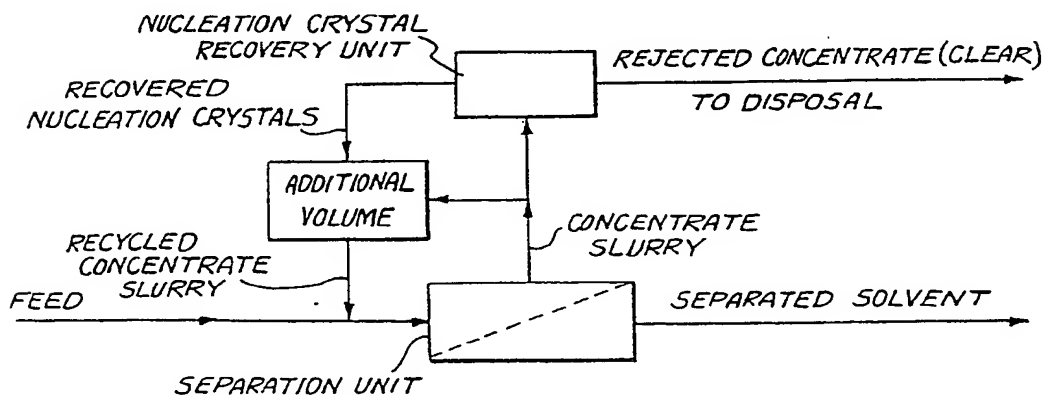 NUCLEATION CRYSTAL
RECOVERY UNIT
REJECTED CONCENTRATE (CLEAR)
TO DISPOSAL
RECOVERED
NUCLEATION CRYSTALS
ADDITIONAL
VOLUME
CONCENTRATE
SLURRY
RECYCLED
CONCENTRATE
SLURRY
FEED
SEPARATED SOLVENT
SEPARATION UNIT